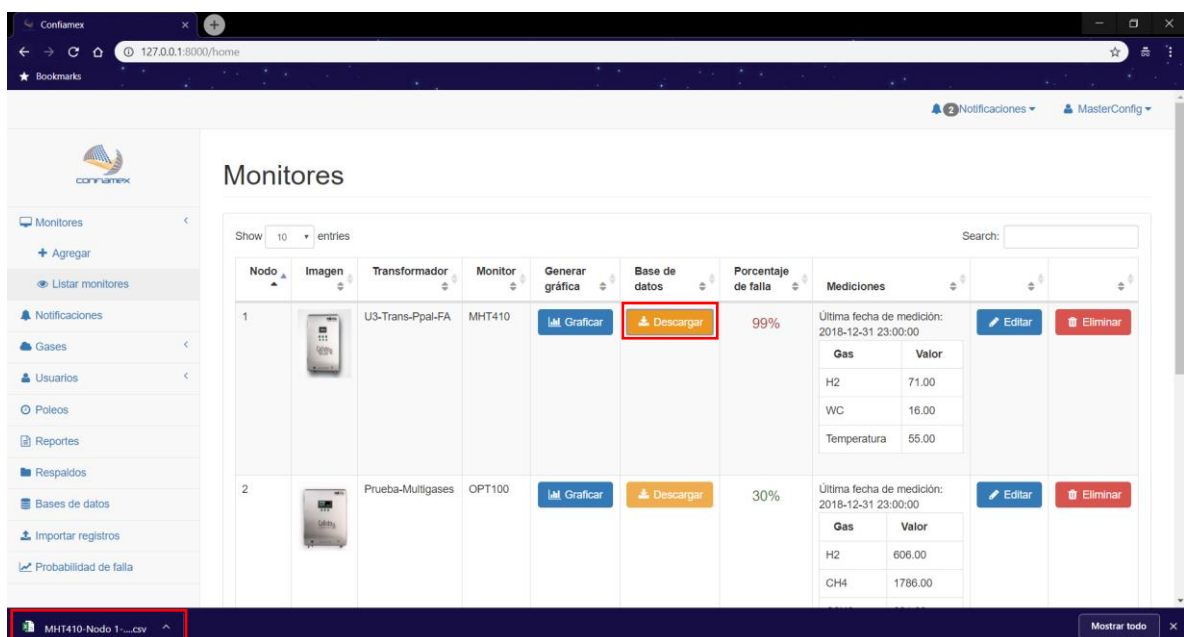 Confiamex
127.0.0.1:8000/home
Bookmarks
2 Notificaciones
MasterConfig
CONFIAMEX
Monitores
Agregar
Listar monitores
Notificaciones
Gases
Usuarios
Poleos
Reportes
Respaldos
Bases de datos
Importar registros
Probabilidad de falla
Monitores
Show 10 entries
Search:
Nodo Imagen Transformador Monitor Generar gráfica Base de datos Porcentaje de falla Mediciones
1 U3-Trans-Ppal-FA MHT410 Graficar Descargar 99% Última fecha de medición: Editar Eliminar
2018-12-31 23:00:00
Gas Valor
H2 71.00
WC 16.00
Temperatura 55.00
2 Prueba-Multigases OPT100 Graficar Descargar 30% Última fecha de medición: Editar Eliminar
2018-12-31 23:00:00
Gas Valor
H2 606.00
CH4 1786.00
MHT410-Nodo 1-....csv
Mostrar todo